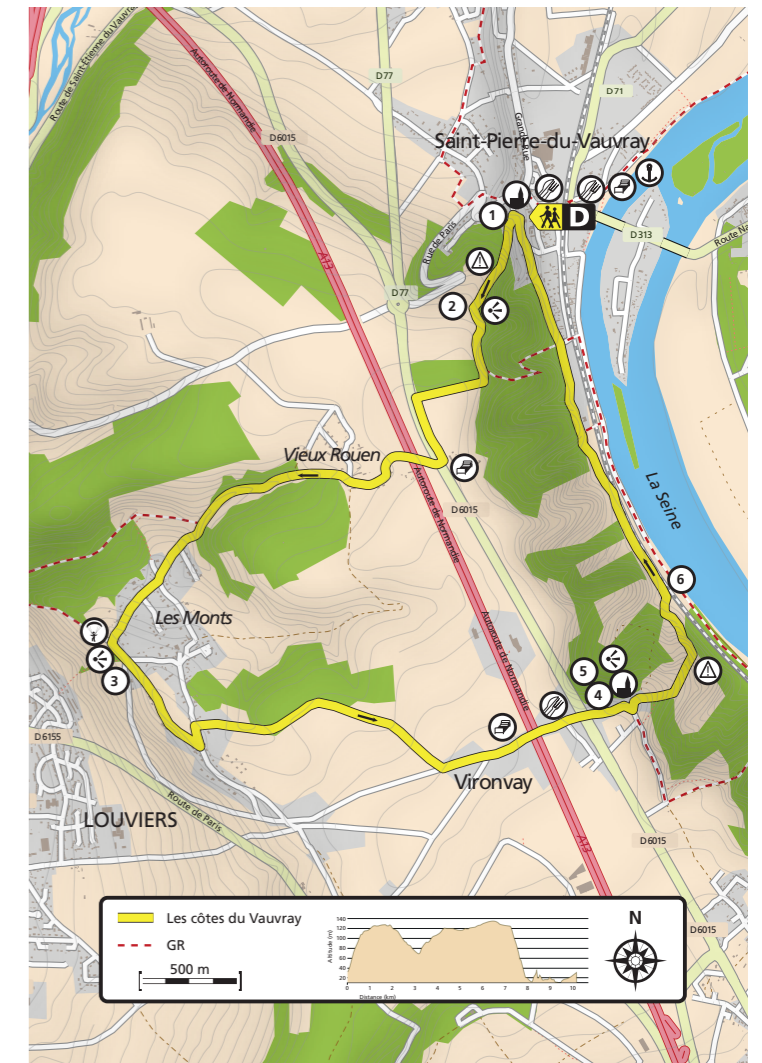 Route de Saint-Étienne du Vauvray
Autoroute de Normandie
D6015
D77
D71
Grande Rue
Saint-Pierre-du-Vauvray
1
D
Rue de Paris
D313
A13
D77
2
Vieux Rouen
La Seine
D6015
Autoroute de Normandie
6
Les Monts
Autoroute de Normandie
3
5
4
D6155
Route de Paris
Vironvay
LOUVIERS
A13
D6015
D6015
Les côtes du Vauvray
GR
500 m
Altitude (m)
140
120
100
80
60
40
20
0 1 2 3 4 5 6 7 8 9 10
Distance (km)
N